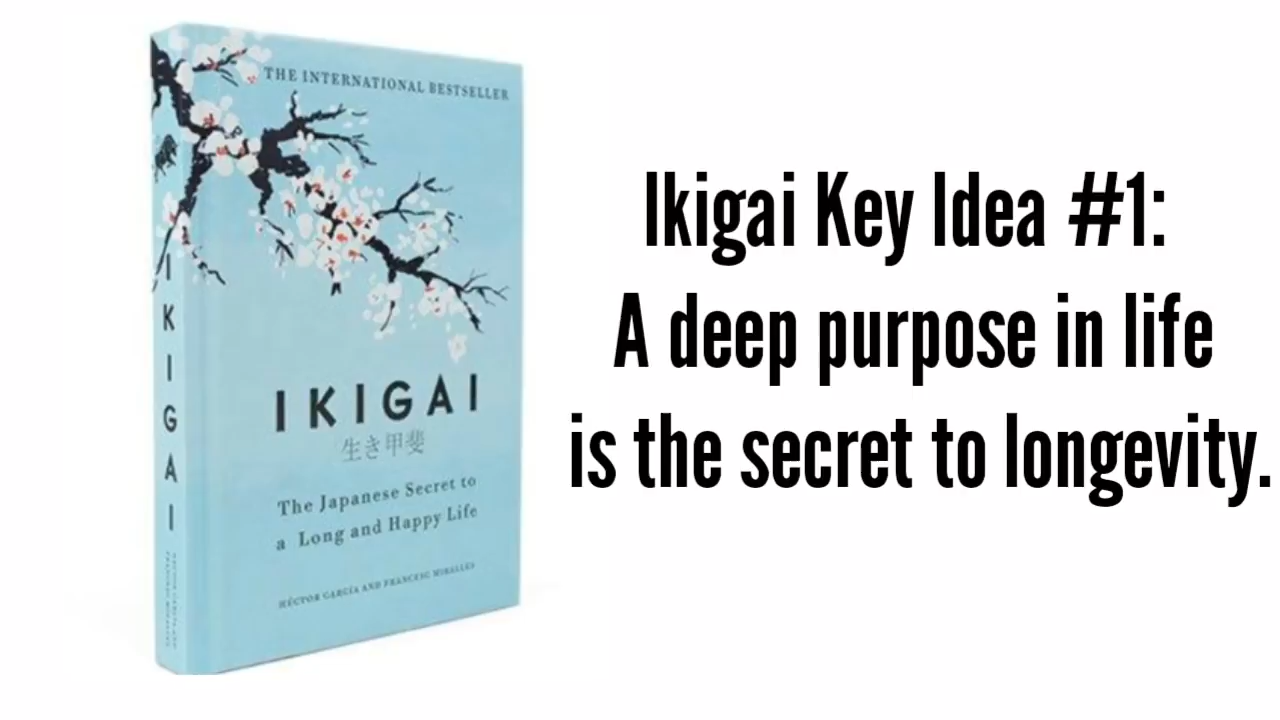 THE INTERNATIONAL BESTSELLER
IKIGAI
生き甲斐
The Japanese Secret to
a Long and Happy Life
HÉCTOR GARCÍA AND FRANCESC MIRALLES
IKIGAI
Ikigai Key Idea #1:
A deep purpose in life
is the secret to longevity.